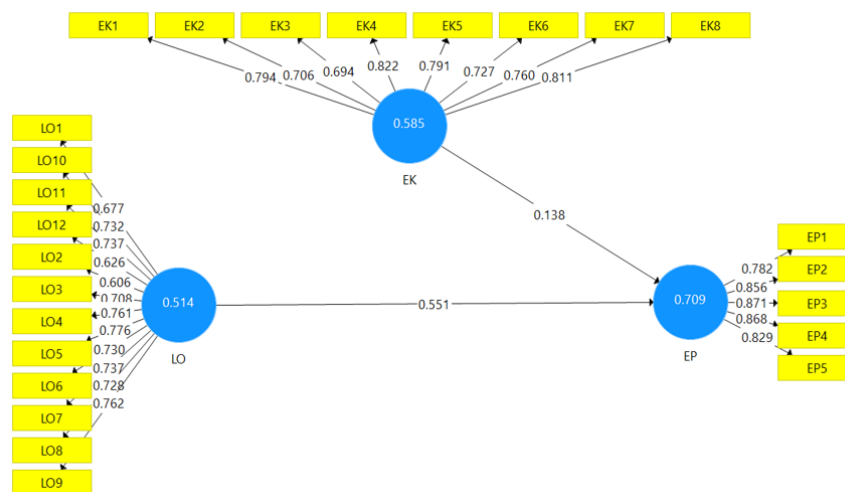 EK1 EK2 EK3 EK4 EK5 EK6 EK7 EK8
0.794 0.706 0.694 0.822 0.791 0.727 0.760 0.811
0.585
EK
LO1
LO10
LO11
LO12
LO2
LO3
LO4
LO5
LO6
LO7
LO8
LO9
0.677
0.732
0.737
0.626
0.606
0.708
0.761
0.776
0.730
0.737
0.728
0.762
0.514
LO
0.138
0.551
0.709
EP
0.782
0.856
0.871
0.868
0.829
EP1
EP2
EP3
EP4
EP5